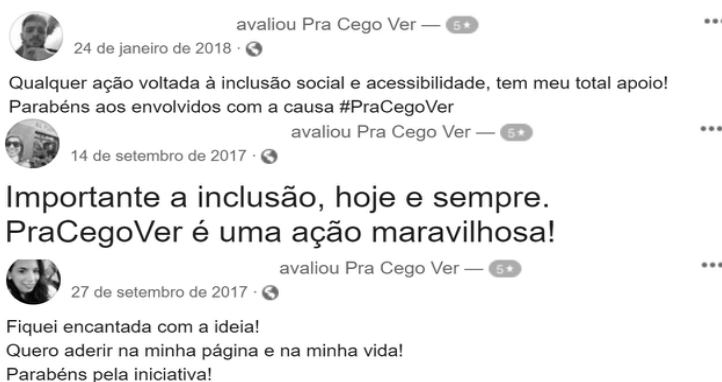 avaliou Pra Cego Ver — 5★
24 de janeiro de 2018 ·
Qualquer ação voltada à inclusão social e acessibilidade, tem meu total apoio!
Parabéns aos envolvidos com a causa #PraCegoVer
avaliou Pra Cego Ver — 5★
14 de setembro de 2017 ·
Importante a inclusão, hoje e sempre.
PraCegoVer é uma ação maravilhosa!
avaliou Pra Cego Ver — 5★
27 de setembro de 2017 ·
Fiquei encantada com a ideia!
Quero aderir na minha página e na minha vida!
Parabéns pela iniciativa!